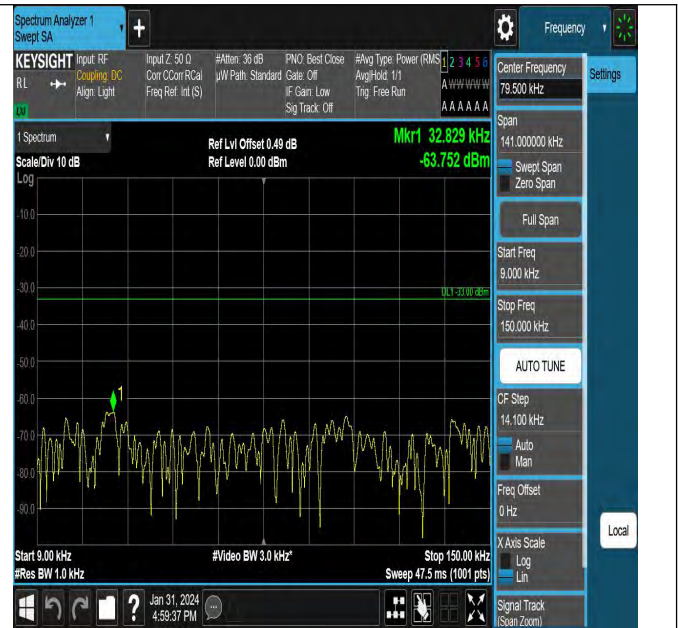 Spectrum Analyzer 1
Swept SA
+
Frequency
KEYSIGHT
RL
Input: RF
Coupling: DC
Align: Light
Input Z: 50 Ω
Corr CCorr RCal
Freq Ref: Int (S)
#Atten: 36 dB
µW Path: Standard
PNO: Best Close
Gate: Off
IF Gain: Low
Sig Track: Off
#Avg Type: Power (RMS
Avg|Hold: 1/1
Trig: Free Run
1 2 3 4 5 6
A W W W W W
A A A A A A
1 Spectrum
Scale/Div 10 dB
Log
Ref Lvl Offset 0.49 dB
Ref Level 0.00 dBm
Mkr1 32.829 kHz
-63.752 dBm
-10.0
-20.0
-30.0
DL1 -33.00 dBm
-40.0
-50.0
-60.0
1
-70.0
-80.0
-90.0
Start 9.00 kHz
#Video BW 3.0 kHz*
Stop 150.00 kHz
#Res BW 1.0 kHz
Sweep 47.5 ms (1001 pts)
?
Jan 31, 2024
4:59:37 PM
Center Frequency
79.500 kHz
Settings
Span
141.000000 kHz
Swept Span
Zero Span
Full Span
Start Freq
9.000 kHz
Stop Freq
150.000 kHz
AUTO TUNE
CF Step
14.100 kHz
Auto
Man
Freq Offset
0 Hz
X Axis Scale
Log
Lin
Local
Signal Track
(Span Zoom)